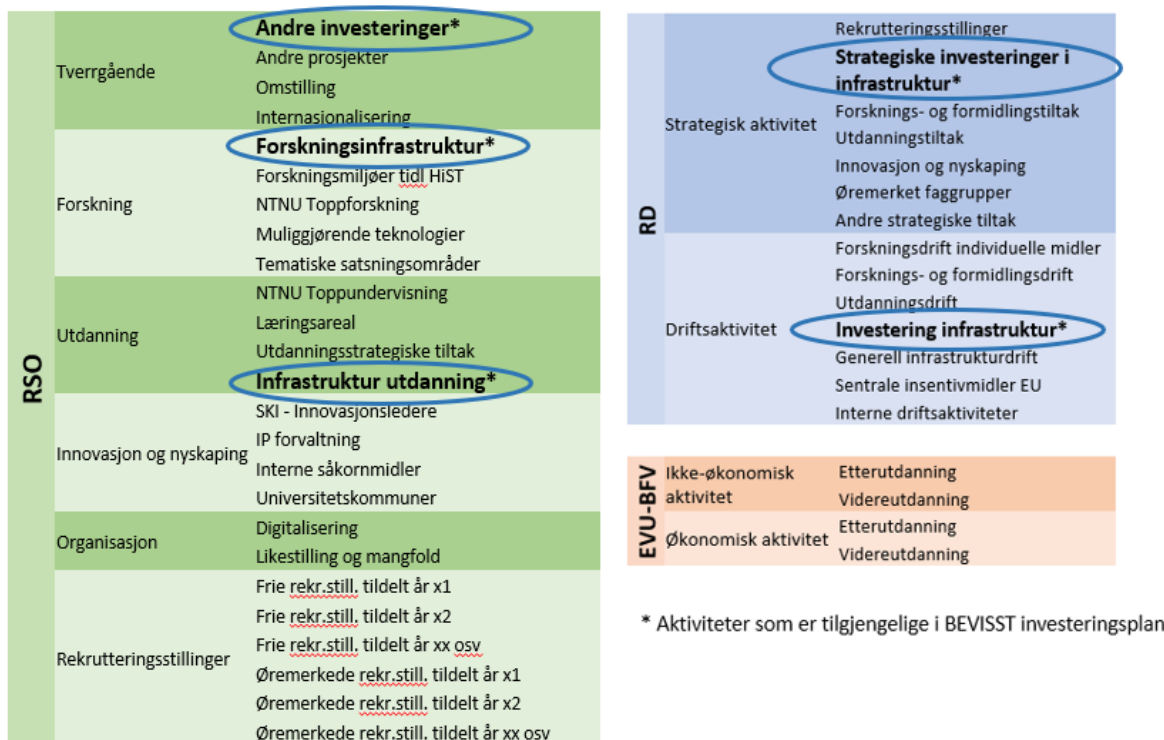 RSO
Tverrgående
Andre investeringer*
Andre prosjekter
Omstilling
Internasjonalisering
Forskning
Forskningsinfrastruktur*
Forskningsmiljøer tidl HiST
NTNU Toppforskning
Muliggjørende teknologier
Tematiske satsningsområder
Utdanning
NTNU Toppundervisning
Læringsareal
Utdanningsstrategiske tiltak
Infrastruktur utdanning*
Innovasjon og nyskaping
SKI - Innovasjonsledere
IP forvaltning
Interne såkornmidler
Universitetskommuner
Organisasjon
Digitalisering
Likestilling og mangfold
Rekrutteringsstillinger
Frie rekr.still. tildelt år x1
Frie rekr.still. tildelt år x2
Frie rekr.still. tildelt år xx osv
Øremerkede rekr.still. tildelt år x1
Øremerkede rekr.still. tildelt år x2
Øremerkede rekr.still. tildelt år xx osv
RD
Strategisk aktivitet
Rekrutteringsstillinger
Strategiske investeringer i
infrastruktur*
Forsknings- og formidlingstiltak
Utdanningstiltak
Innovasjon og nyskaping
Øremerket faggrupper
Andre strategiske tiltak
Driftsaktivitet
Forskningsdrift individuelle midler
Forsknings- og formidlingsdrift
Utdanningsdrift
Investering infrastruktur*
Generell infrastrukturdrift
Sentrale insentivmidler EU
Interne driftsaktiviteter
EVU-BFV
Ikke-økonomisk
aktivitet
Etterutdanning
Videreutdanning
Økonomisk aktivitet
Etterutdanning
Videreutdanning
* Aktiviteter som er tilgjengelige i BEVISST investeringsplan